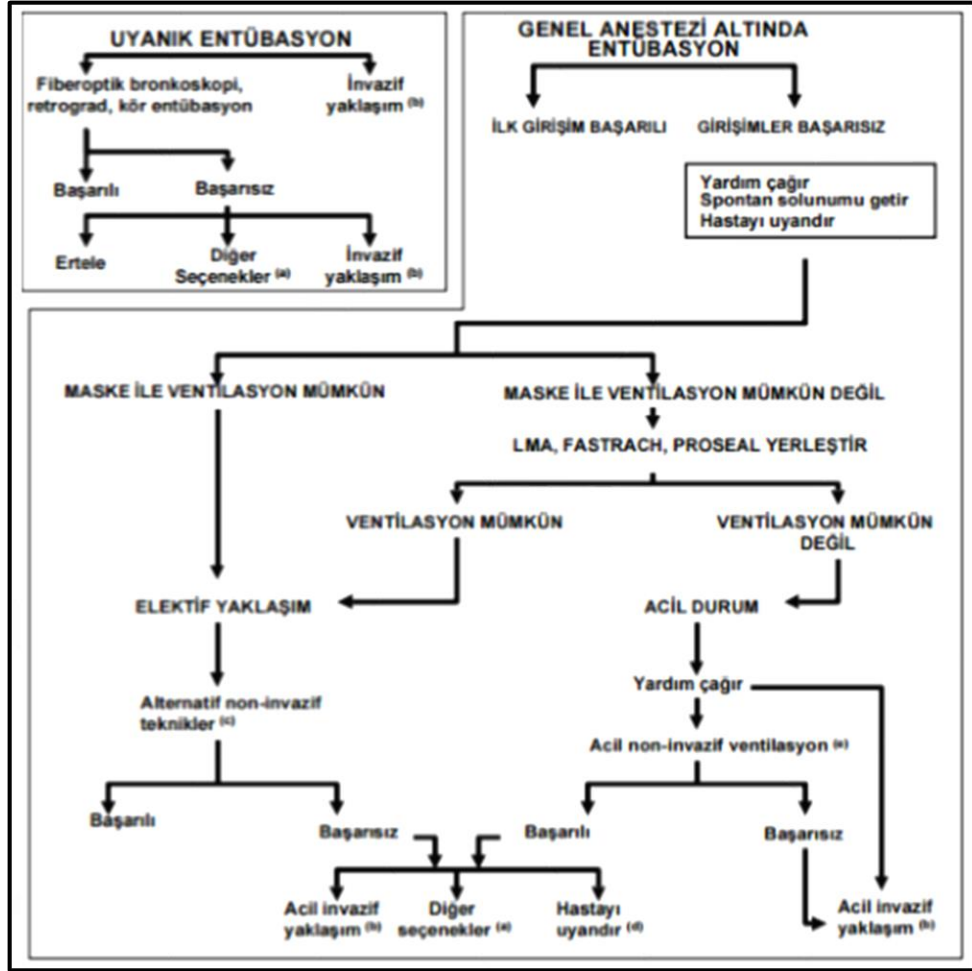 UYANIK ENTÜBASYON
Fiberoptik bronkoskopi,
retrograd, kör entübasyon
İnvazif
yaklaşım (b)
Başarılı
Başarısız
Ertele
Diğer
Seçenekler (a)
İnvazif
yaklaşım (b)
GENEL ANESTEZİ ALTINDA
ENTÜBASYON
İLK GİRİŞİM BAŞARILI
GİRİŞİMLER BAŞARISIZ
Yardım çağır
Spontan solunumu getir
Hastayı uyandır
MASKE İLE VENTİLASYON MÜMKÜN
MASKE İLE VENTİLASYON MÜMKÜN DEĞİL
LMA, FASTRACH, PROSEAL YERLEŞTİR
VENTİLASYON MÜMKÜN
VENTİLASYON MÜMKÜN
DEĞİL
ELEKTİF YAKLAŞIM
ACİL DURUM
Yardım çağır
Alternatif non-invazif
teknikler (c)
Acil non-invazif ventilasyon (e)
Başarılı
Başarısız
Başarılı
Başarısız
Acil invazif
yaklaşım (b)
Diğer
seçenekler (a)
Hastayı
uyandır (d)
Acil invazif
yaklaşım (b)